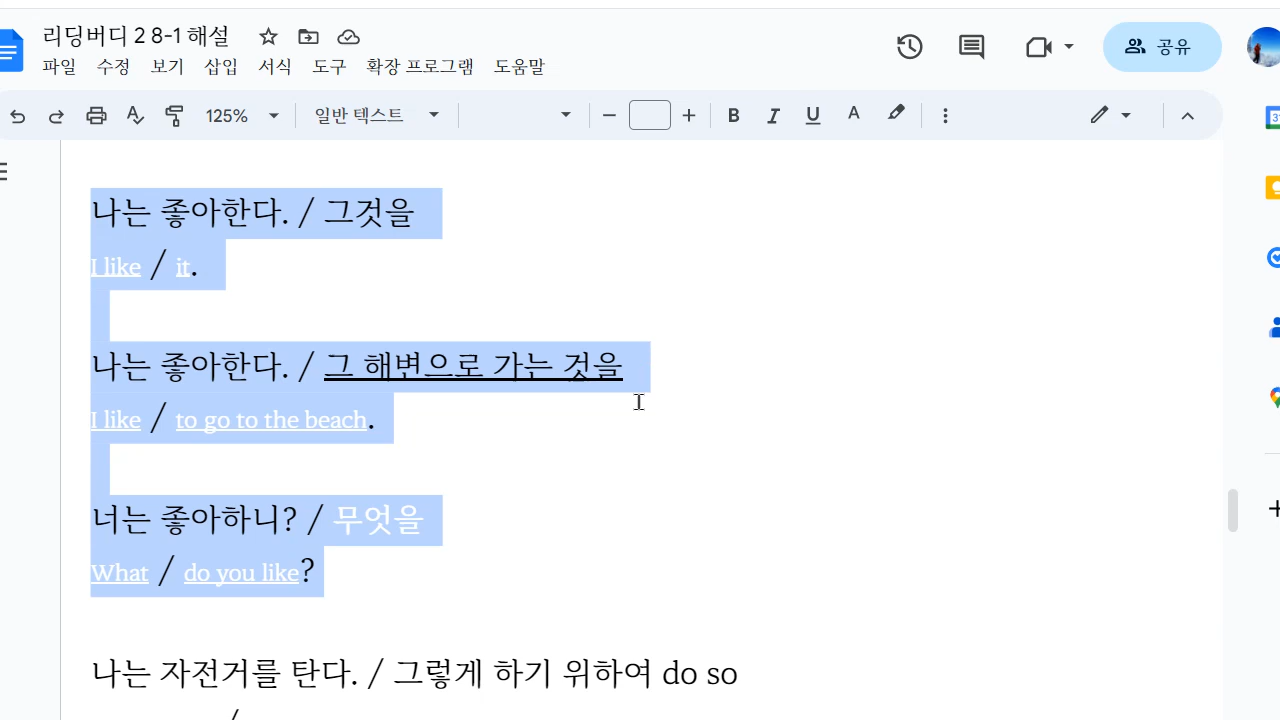 리딩버디 2 8-1 해설
파일 수정 보기 삽입 서식 도구 확장 프로그램 도움말
공유
125% 일반 텍스트 B I U A
나는 좋아한다. / 그것을
I like / it.
나는 좋아한다. / 그 해변으로 가는 것을
I like / to go to the beach.
너는 좋아하니? / 무엇을
What / do you like?
나는 자전거를 탄다. / 그렇게 하기 위하여 do so
/